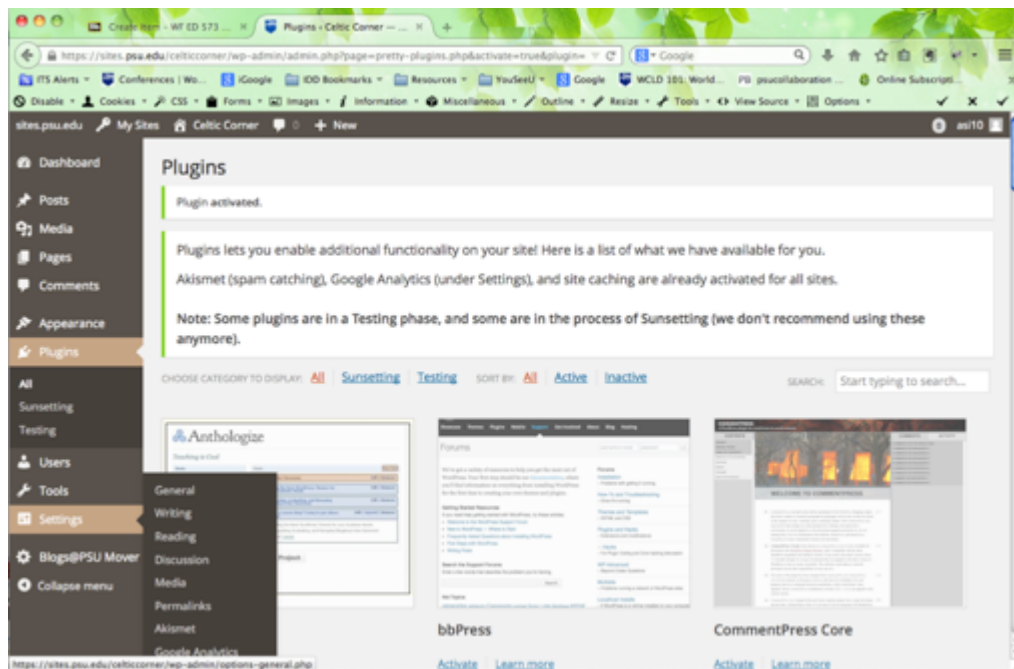 Create Item - WF ED 573 ...
Plugins ‹ Celtic Corner — ...
https://sites.psu.edu/celticcorner/wp-admin/admin.php?page=pretty-plugins.php&activate=true&plugin=
Google
ITS Alerts
Conferences | Wo...
iGoogle
IDD Bookmarks
Resources
YouSeeU
Google
WCLD 101: World...
psucollaboration ...
Online Subscripti...
Disable
Cookies
CSS
Forms
Images
Information
Miscellaneous
Outline
Resize
Tools
View Source
Options
sites.psu.edu
My Sites
Celtic Corner
0
+ New
0
asi10
Dashboard
Posts
Media
Pages
Comments
Appearance
Plugins
All
Sunsetting
Testing
Users
Tools
Settings
Blogs@PSU Mover
Collapse menu
General
Writing
Reading
Discussion
Media
Permalinks
Akismet
Google Analytics
https://sites.psu.edu/celticcorner/wp-admin/options-general.php
Plugins
Plugin activated.
Plugins lets you enable additional functionality on your site! Here is a list of what we have available for you.
Akismet (spam catching), Google Analytics (under Settings), and site caching are already activated for all sites.
Note: Some plugins are in a Testing phase, and some are in the process of Sunsetting (we don't recommend using these
anymore).
CHOOSE CATEGORY TO DISPLAY: All Sunsetting Testing SORT BY: All Active Inactive
SEARCH: Start typing to search...
Anthologize
Forums
WELCOME TO COMMENTPRESS
bbPress
CommentPress Core
Activate Learn more
Activate Learn more